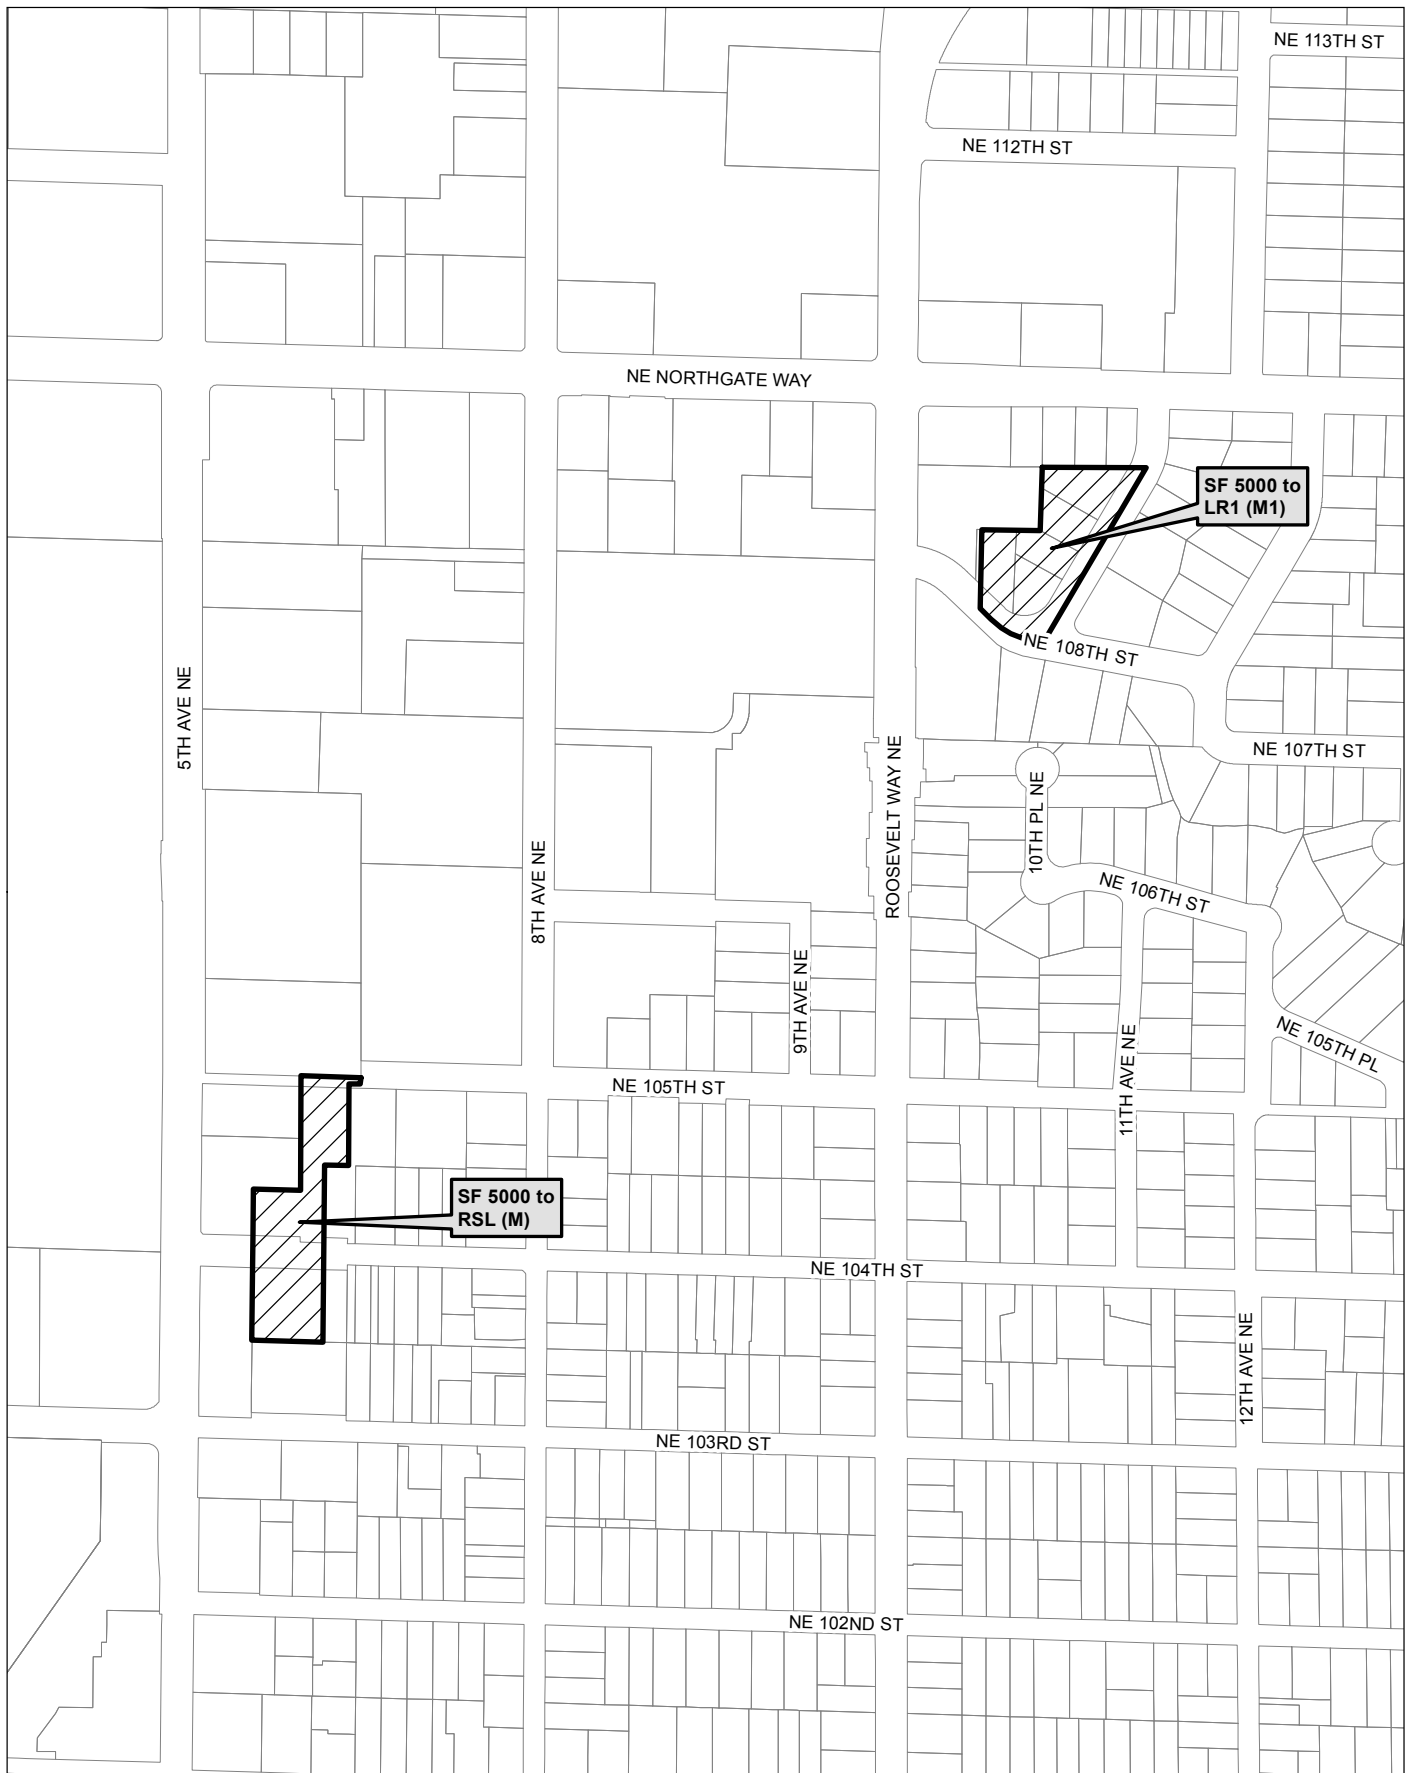 NE 113TH ST
NE 112TH ST
NE NORTHGATE WAY
SF 5000 to
LR1 (M1)
NE 108TH ST
5TH AVE NE
ROOSEVELT WAY NE
NE 107TH ST
10TH PL NE
8TH AVE NE
NE 106TH ST
9TH AVE NE
11TH AVE NE
NE 105TH PL
NE 105TH ST
SF 5000 to
RSL (M)
NE 104TH ST
12TH AVE NE
NE 103RD ST
NE 102ND ST